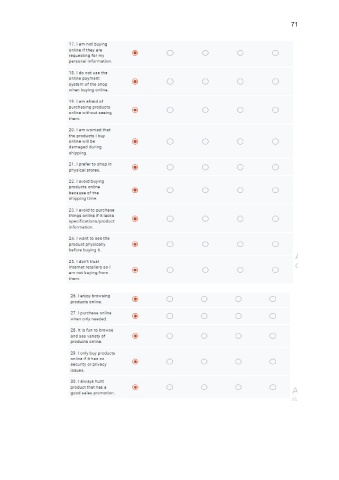 71
17. I am not buying
online if they are
requesting for my
personal information.
18. I do not use the
online payment
system of the shop
when buying online.
19. I am afraid of
purchasing products
online without seeing
them.
20. I am worried that
the products I buy
online will be
damaged during
shipping.
21. I prefer to shop in
physical stores.
22. I avoid buying
products online
because of the
shipping time.
23. I avoid to purchase
things online if it lacks
specifications/product
information.
24. I want to see the
product physically
before buying it.
25. I don't trust
internet retailers so I
am not buying from
them.
26. I enjoy browsing
products online.
27. I purchase online
when only needed.
28. It is fun to browse
and see variety of
products online.
29. I only buy products
online if it has no
security or privacy
issues.
30. I always hunt
product that has a
good sales promotion.